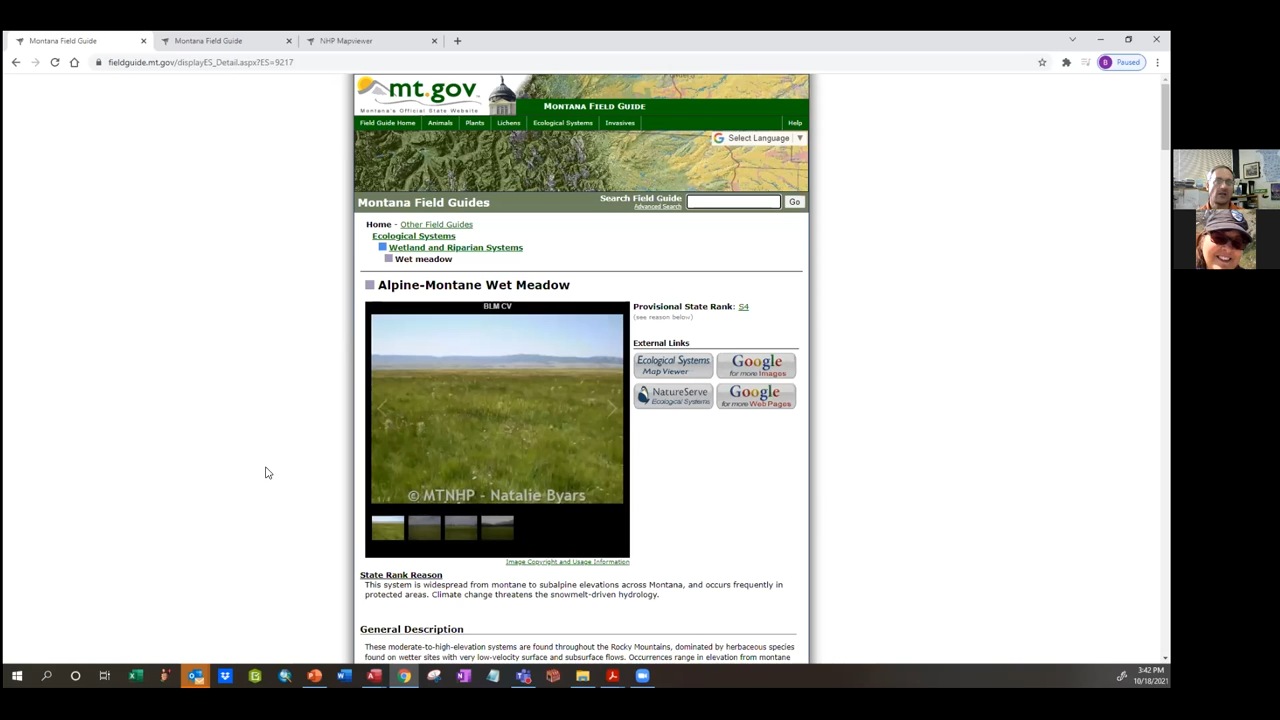 Montana Field Guide
Montana Field Guide
NHP Mapviewer
fieldguide.mt.gov/displayES_Detail.aspx?ES=9217
B Paused
mt.gov
Montana's Official State Website
MONTANA FIELD GUIDE
Field Guide Home Animals Plants Lichens Ecological Systems Invasives Help
G Select Language ▼
Montana Field Guides
Search Field Guide
Advanced Search
Go
Home - Other Field Guides
Ecological Systems
Wetland and Riparian Systems
Wet meadow
Alpine-Montane Wet Meadow
BLM CV
© MTNHP - Natalie Byars
Provisional State Rank: S4
(see reason below)
External Links
Ecological Systems
Map Viewer
Google
for more Images
NatureServe
Ecological Systems
Google
for more Web Pages
Image Copyright and Usage Information
State Rank Reason
This system is widespread from montane to subalpine elevations across Montana, and occurs frequently in
protected areas. Climate change threatens the snowmelt-driven hydrology.
General Description
These moderate-to-high-elevation systems are found throughout the Rocky Mountains, dominated by herbaceous species
found on wetter sites with very low-velocity surface and subsurface flows. Occurrences range in elevation from montane
3:42 PM
10/18/2021